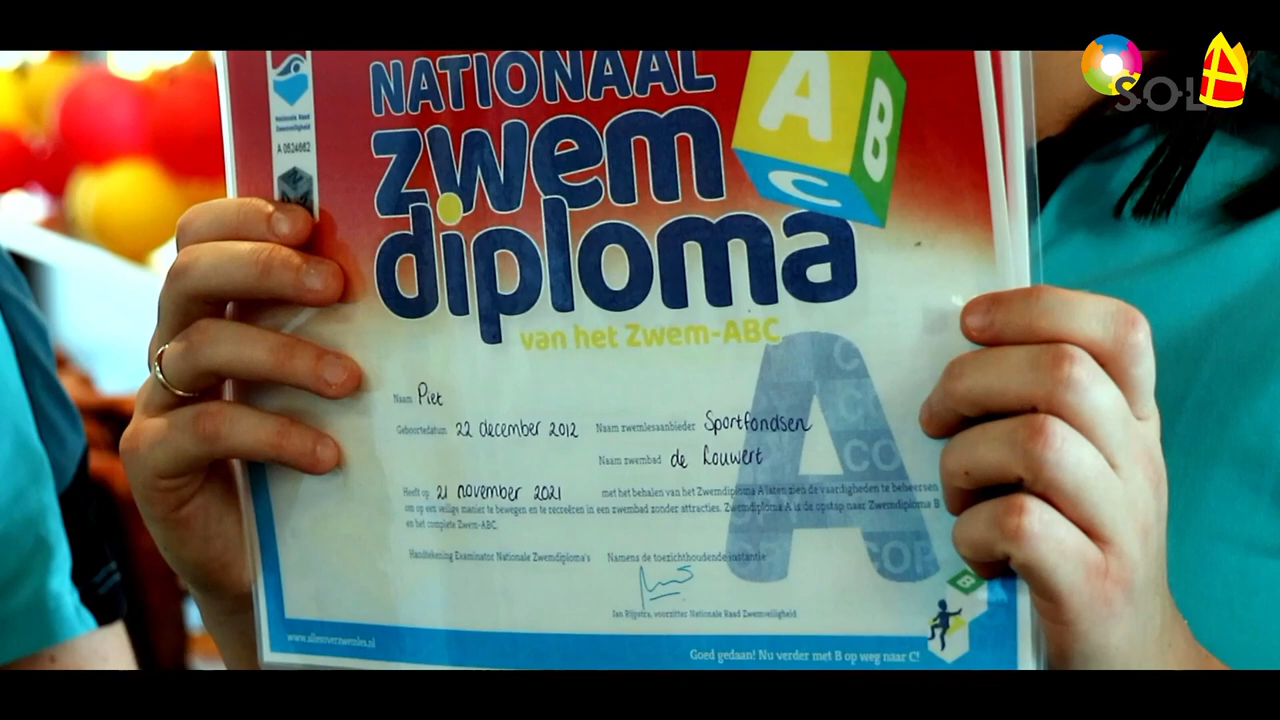 SOL
NATIONAAL
zwem
diploma
van het Zwem-ABC
A B C
Nationale Raad
Zwemveiligheid
A 0524662
Naam Piet
Geboortedatum 22 december 2012 Naam zwemlesaanbieder Sportfondsen
Naam zwembad de Louwert
Heeft op 21 november 2021 met het behalen van het Zwemdiploma A laten zien de vaardigheden te beheersen
om op een veilige manier te bewegen en te recreëren in een zwembad zonder attracties. Zwemdiploma A is de opstap naar Zwemdiploma B
en het complete Zwem-ABC.
A
Handtekening Examinator Nationale Zwemdiploma's Namens de toezichthoudende instantie
Jan Rijpstra, voorzitter Nationale Raad Zwemveiligheid
B
www.allesoverzwemles.nl
Goed gedaan! Nu verder met B op weg naar C!